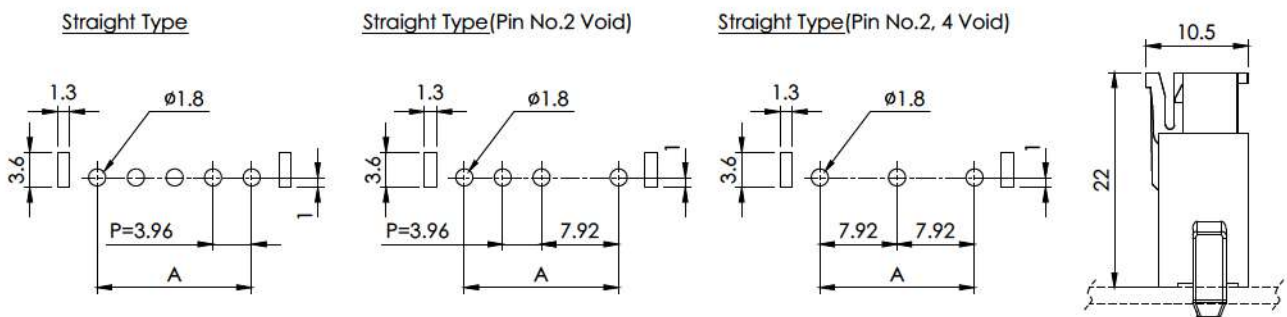 Straight Type
Straight Type(Pin No.2 Void)
Straight Type(Pin No.2, 4 Void)
10.5
1.3
ø1.8
3.6
1
P=3.96
A
1.3
ø1.8
3.6
1
P=3.96
7.92
A
1.3
ø1.8
3.6
1
7.92
7.92
A
22